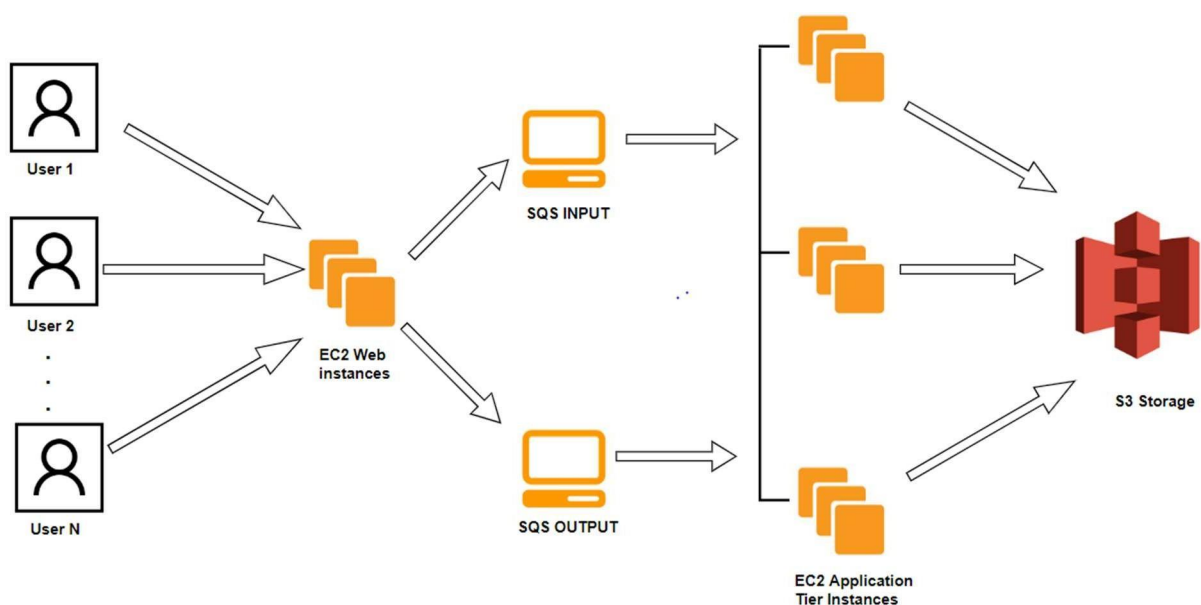 User 1
User 2
User N
EC2 Web
instances
SQS INPUT
SQS OUTPUT
EC2 Application
Tier Instances
S3 Storage